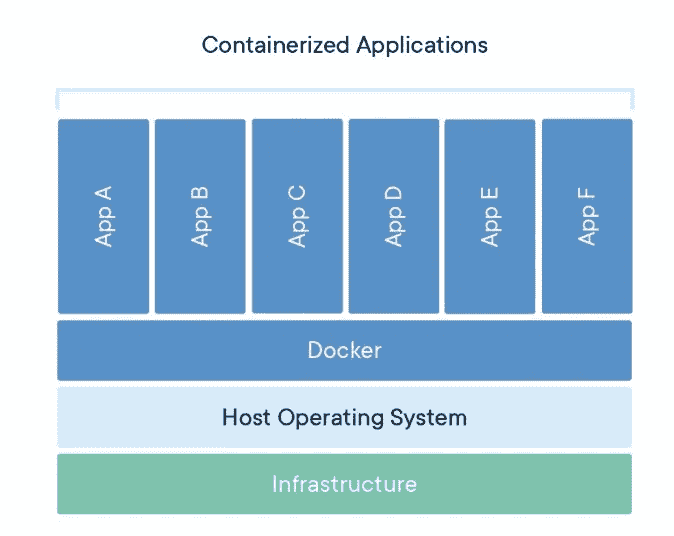 Containerized Applications
App A
App B
App C
App D
App E
App F
Docker
Host Operating System
Infrastructure